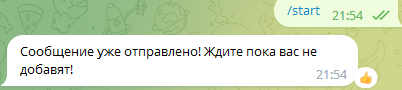 /start
21:54
Сообщение уже отправлено! Ждите пока вас не
добавят!
21:54